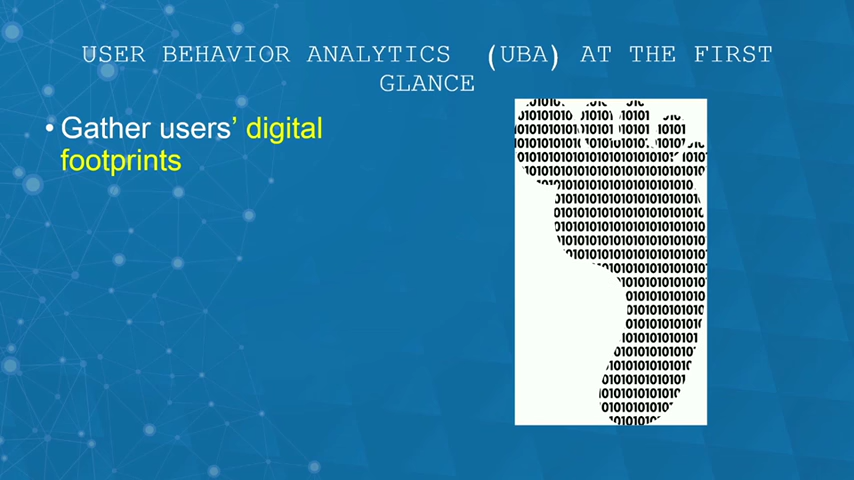 USER BEHAVIOR ANALYTICS (UBA) AT THE FIRST
GLANCE
• Gather users’ digital
footprints